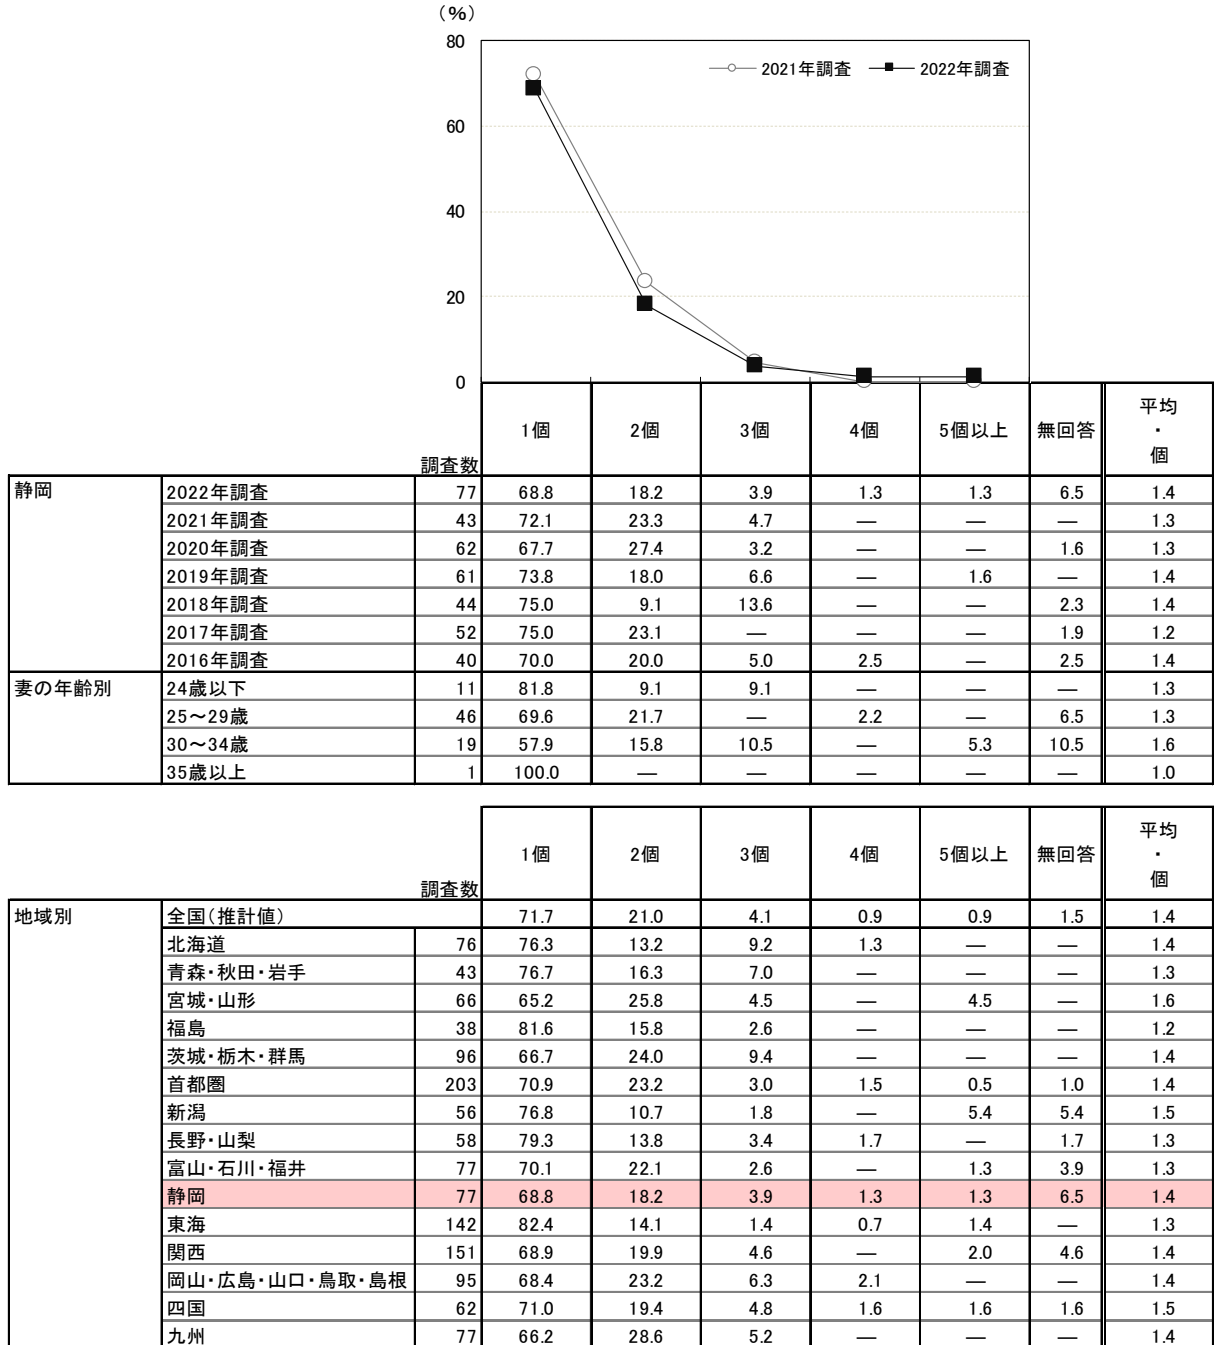 (%)
80
2021年調査 2022年調査
60
40
20
0
調査数 1個 2個 3個 4個 5個以上 無回答 平均・個
静岡 2022年調査 77 68.8 18.2 3.9 1.3 1.3 6.5 1.4
2021年調査 43 72.1 23.3 4.7 — — — 1.3
2020年調査 62 67.7 27.4 3.2 — — 1.6 1.3
2019年調査 61 73.8 18.0 6.6 — 1.6 — 1.4
2018年調査 44 75.0 9.1 13.6 — — 2.3 1.4
2017年調査 52 75.0 23.1 — — — 1.9 1.2
2016年調査 40 70.0 20.0 5.0 2.5 — 2.5 1.4
妻の年齢別 24歳以下 11 81.8 9.1 9.1 — — — 1.3
25～29歳 46 69.6 21.7 — 2.2 — 6.5 1.3
30～34歳 19 57.9 15.8 10.5 — 5.3 10.5 1.6
35歳以上 1 100.0 — — — — — 1.0
調査数 1個 2個 3個 4個 5個以上 無回答 平均・個
地域別 全国(推計値) 71.7 21.0 4.1 0.9 0.9 1.5 1.4
北海道 76 76.3 13.2 9.2 1.3 — — 1.4
青森・秋田・岩手 43 76.7 16.3 7.0 — — — 1.3
宮城・山形 66 65.2 25.8 4.5 — 4.5 — 1.6
福島 38 81.6 15.8 2.6 — — — 1.2
茨城・栃木・群馬 96 66.7 24.0 9.4 — — — 1.4
首都圏 203 70.9 23.2 3.0 1.5 0.5 1.0 1.4
新潟 56 76.8 10.7 1.8 — 5.4 5.4 1.5
長野・山梨 58 79.3 13.8 3.4 1.7 — 1.7 1.3
富山・石川・福井 77 70.1 22.1 2.6 — 1.3 3.9 1.3
静岡 77 68.8 18.2 3.9 1.3 1.3 6.5 1.4
東海 142 82.4 14.1 1.4 0.7 1.4 — 1.3
関西 151 68.9 19.9 4.6 — 2.0 4.6 1.4
岡山・広島・山口・鳥取・島根 95 68.4 23.2 6.3 2.1 — — 1.4
四国 62 71.0 19.4 4.8 1.6 1.6 1.6 1.5
九州 77 66.2 28.6 5.2 — — — 1.4